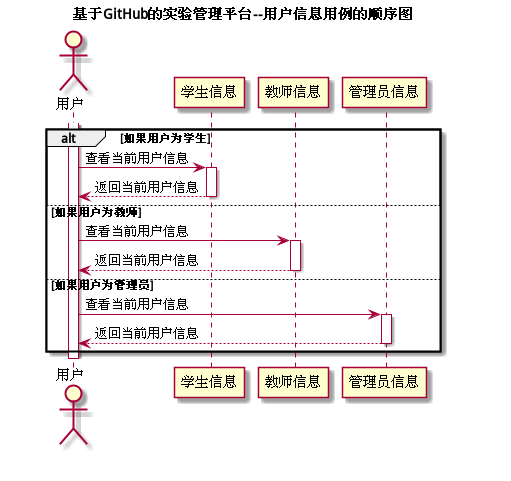 基于GitHub的实验管理平台--用户信息用例的顺序图
用户
学生信息 教师信息 管理员信息
alt [如果用户为学生]
查看当前用户信息
返回当前用户信息
[如果用户为教师]
查看当前用户信息
返回当前用户信息
[如果用户为管理员]
查看当前用户信息
返回当前用户信息
用户
学生信息 教师信息 管理员信息